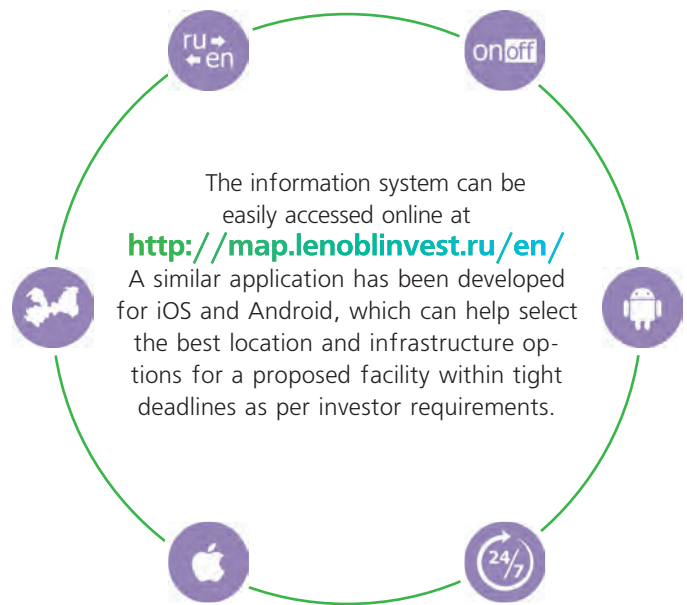 ru
en
onoff
The information system can be
easily accessed online at
http://map.lenoblinvest.ru/en/
A similar application has been developed
for iOS and Android, which can help select
the best location and infrastructure op-
tions for a proposed facility within tight
deadlines as per investor requirements.
24/7